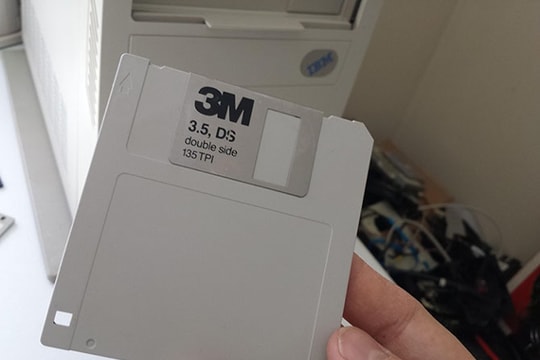 IBM
3M
3.5, DS
double side
135 TPI